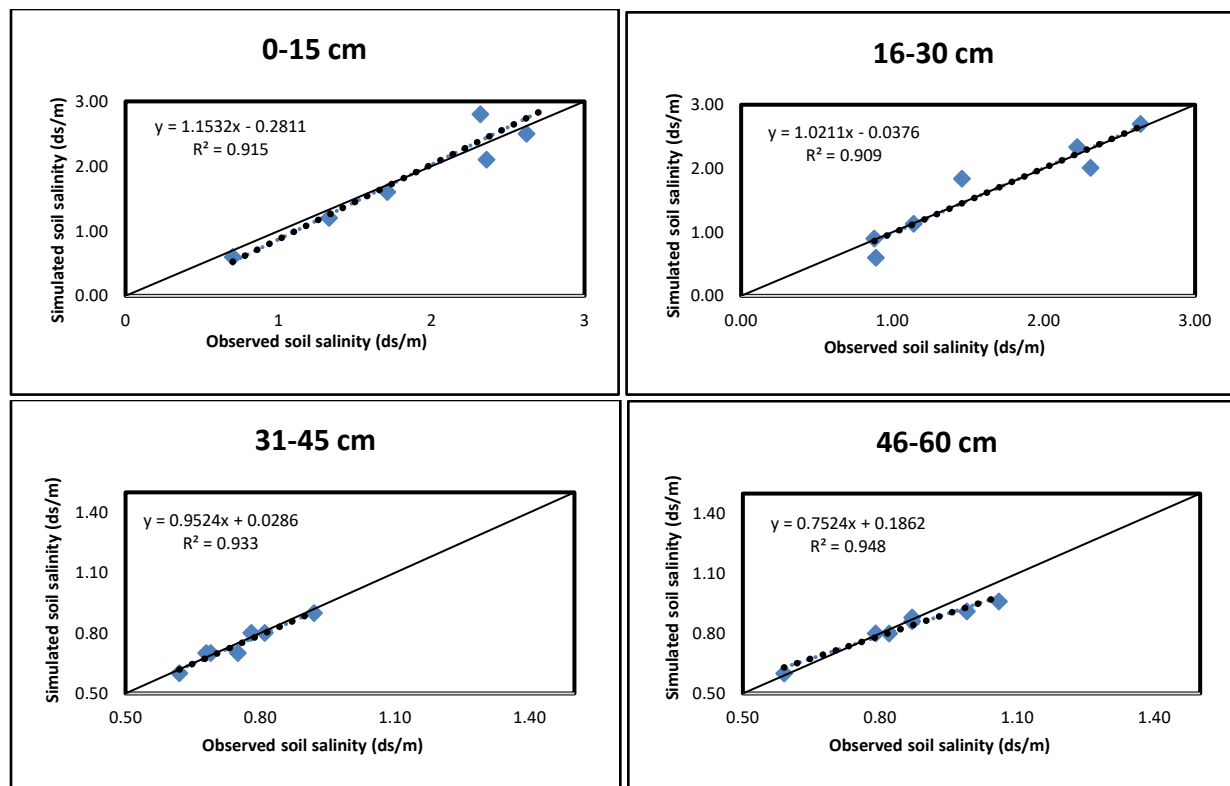 0-15 cm
Simulated soil salinity (ds/m)
3.00
2.00
1.00
0.00
y = 1.1532x - 0.2811
R² = 0.915
0
1
2
3
Observed soil salinity (ds/m)
16-30 cm
Simulated soil salinity (ds/m)
3.00
2.00
1.00
0.00
y = 1.0211x - 0.0376
R² = 0.909
0.00
1.00
2.00
3.00
Observed soil salinity (ds/m)
31-45 cm
Simulated soil salinity (ds/m)
1.40
1.10
0.80
0.50
y = 0.9524x + 0.0286
R² = 0.933
0.50
0.80
1.10
1.40
Observed soil salinity (ds/m)
46-60 cm
Simulated soil salinity (ds/m)
1.40
1.10
0.80
0.50
y = 0.7524x + 0.1862
R² = 0.948
0.50
0.80
1.10
1.40
Observed soil salinity (ds/m)